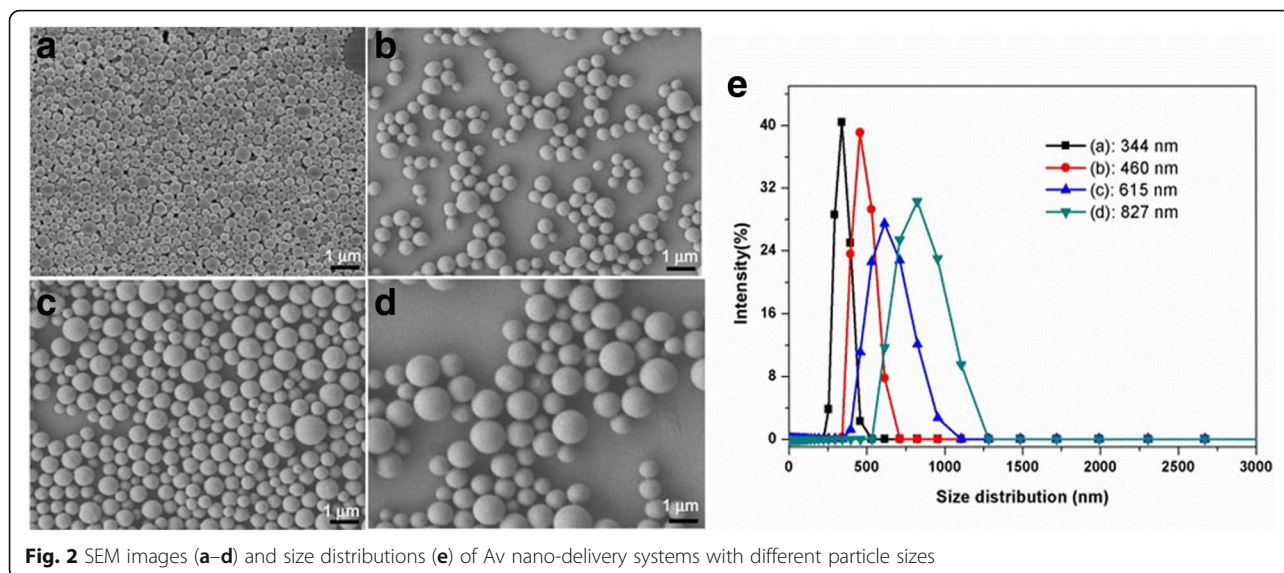 a
1 μm
b
1 μm
c
1 μm
d
1 μm
e
(a): 344 nm
(b): 460 nm
(c): 615 nm
(d): 827 nm
Intensity(%)
40
32
24
16
8
0
0 500 1000 1500 2000 2500 3000
Size distribution (nm)
Fig. 2 SEM images (a–d) and size distributions (e) of Av nano-delivery systems with different particle sizes